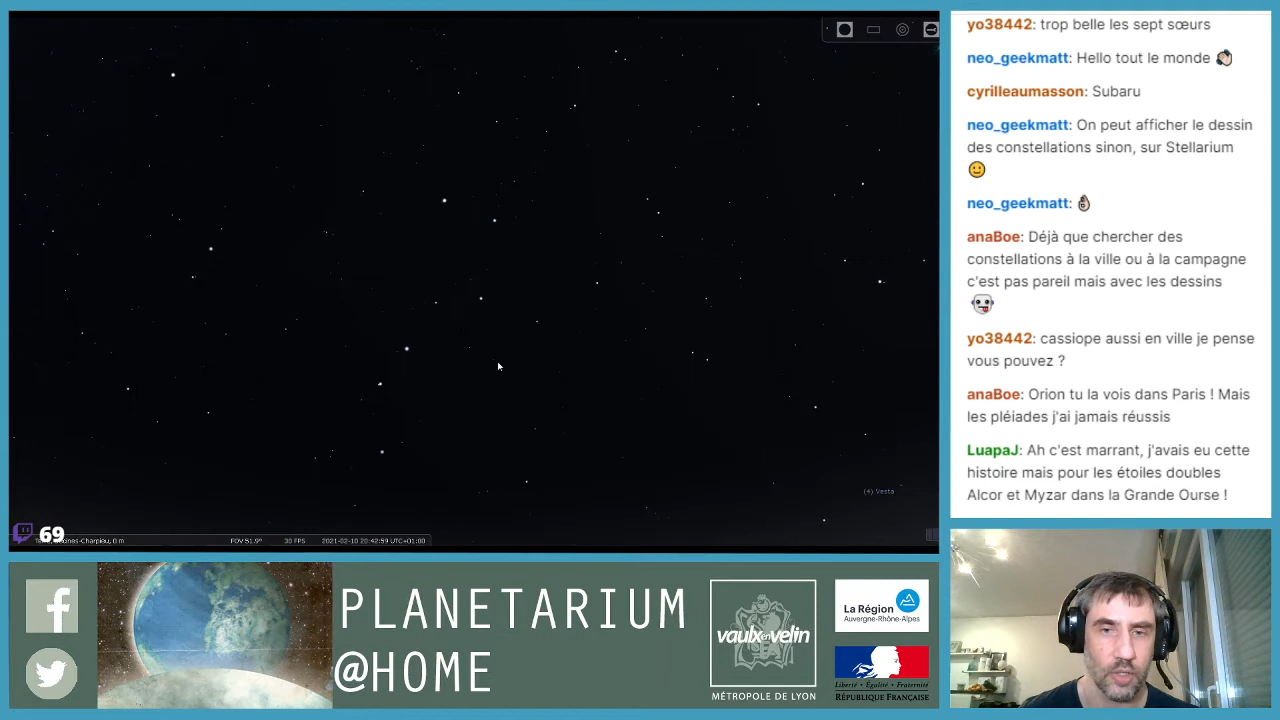 yo38442: trop belle les sept sœurs
neo_geekmatt: Hello tout le monde
cyrilleaumasson: Subaru
neo_geekmatt: On peut afficher le dessin
des constellations sinon, sur Stellarium
neo_geekmatt:
anaBoe: Déjà que chercher des
constellations à la ville ou à la campagne
c'est pas pareil mais avec les dessins
yo38442: cassiope aussi en ville je pense
vous pouvez ?
anaBoe: Orion tu la vois dans Paris ! Mais
les pléiades j'ai jamais réussis
LuapaJ: Ah c'est marrant, j'avais eu cette
histoire mais pour les étoiles doubles
Alcor et Myzar dans la Grande Ourse !
(4) Vesta
69
FOV 51.9° 30 FPS 2021-02-10 20:42:59 UTC+01:00
PLANETARIUM
@HOME
vaulx en velin
MÉTROPOLE DE LYON
La Région
Auvergne-Rhône-Alpes
Liberté • Égalité • Fraternité
RÉPUBLIQUE FRANÇAISE